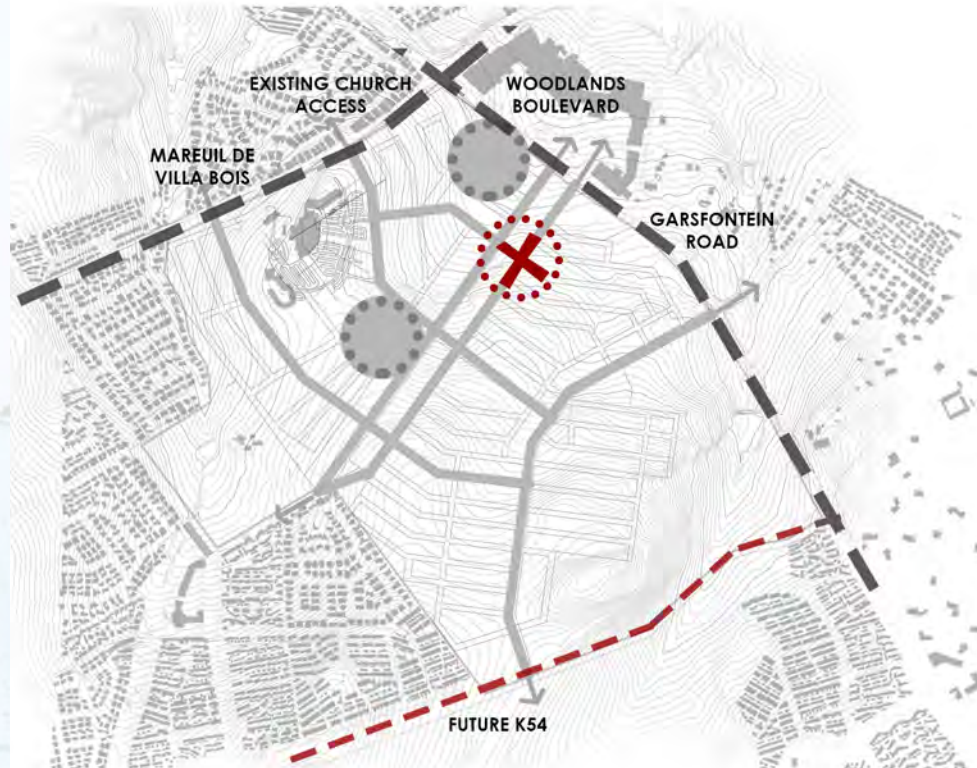 EXISTING CHURCH
ACCESS
WOODLANDS
BOULEVARD
MAREUIL DE
VILLA BOIS
GARSFONTEIN
ROAD
FUTURE K54